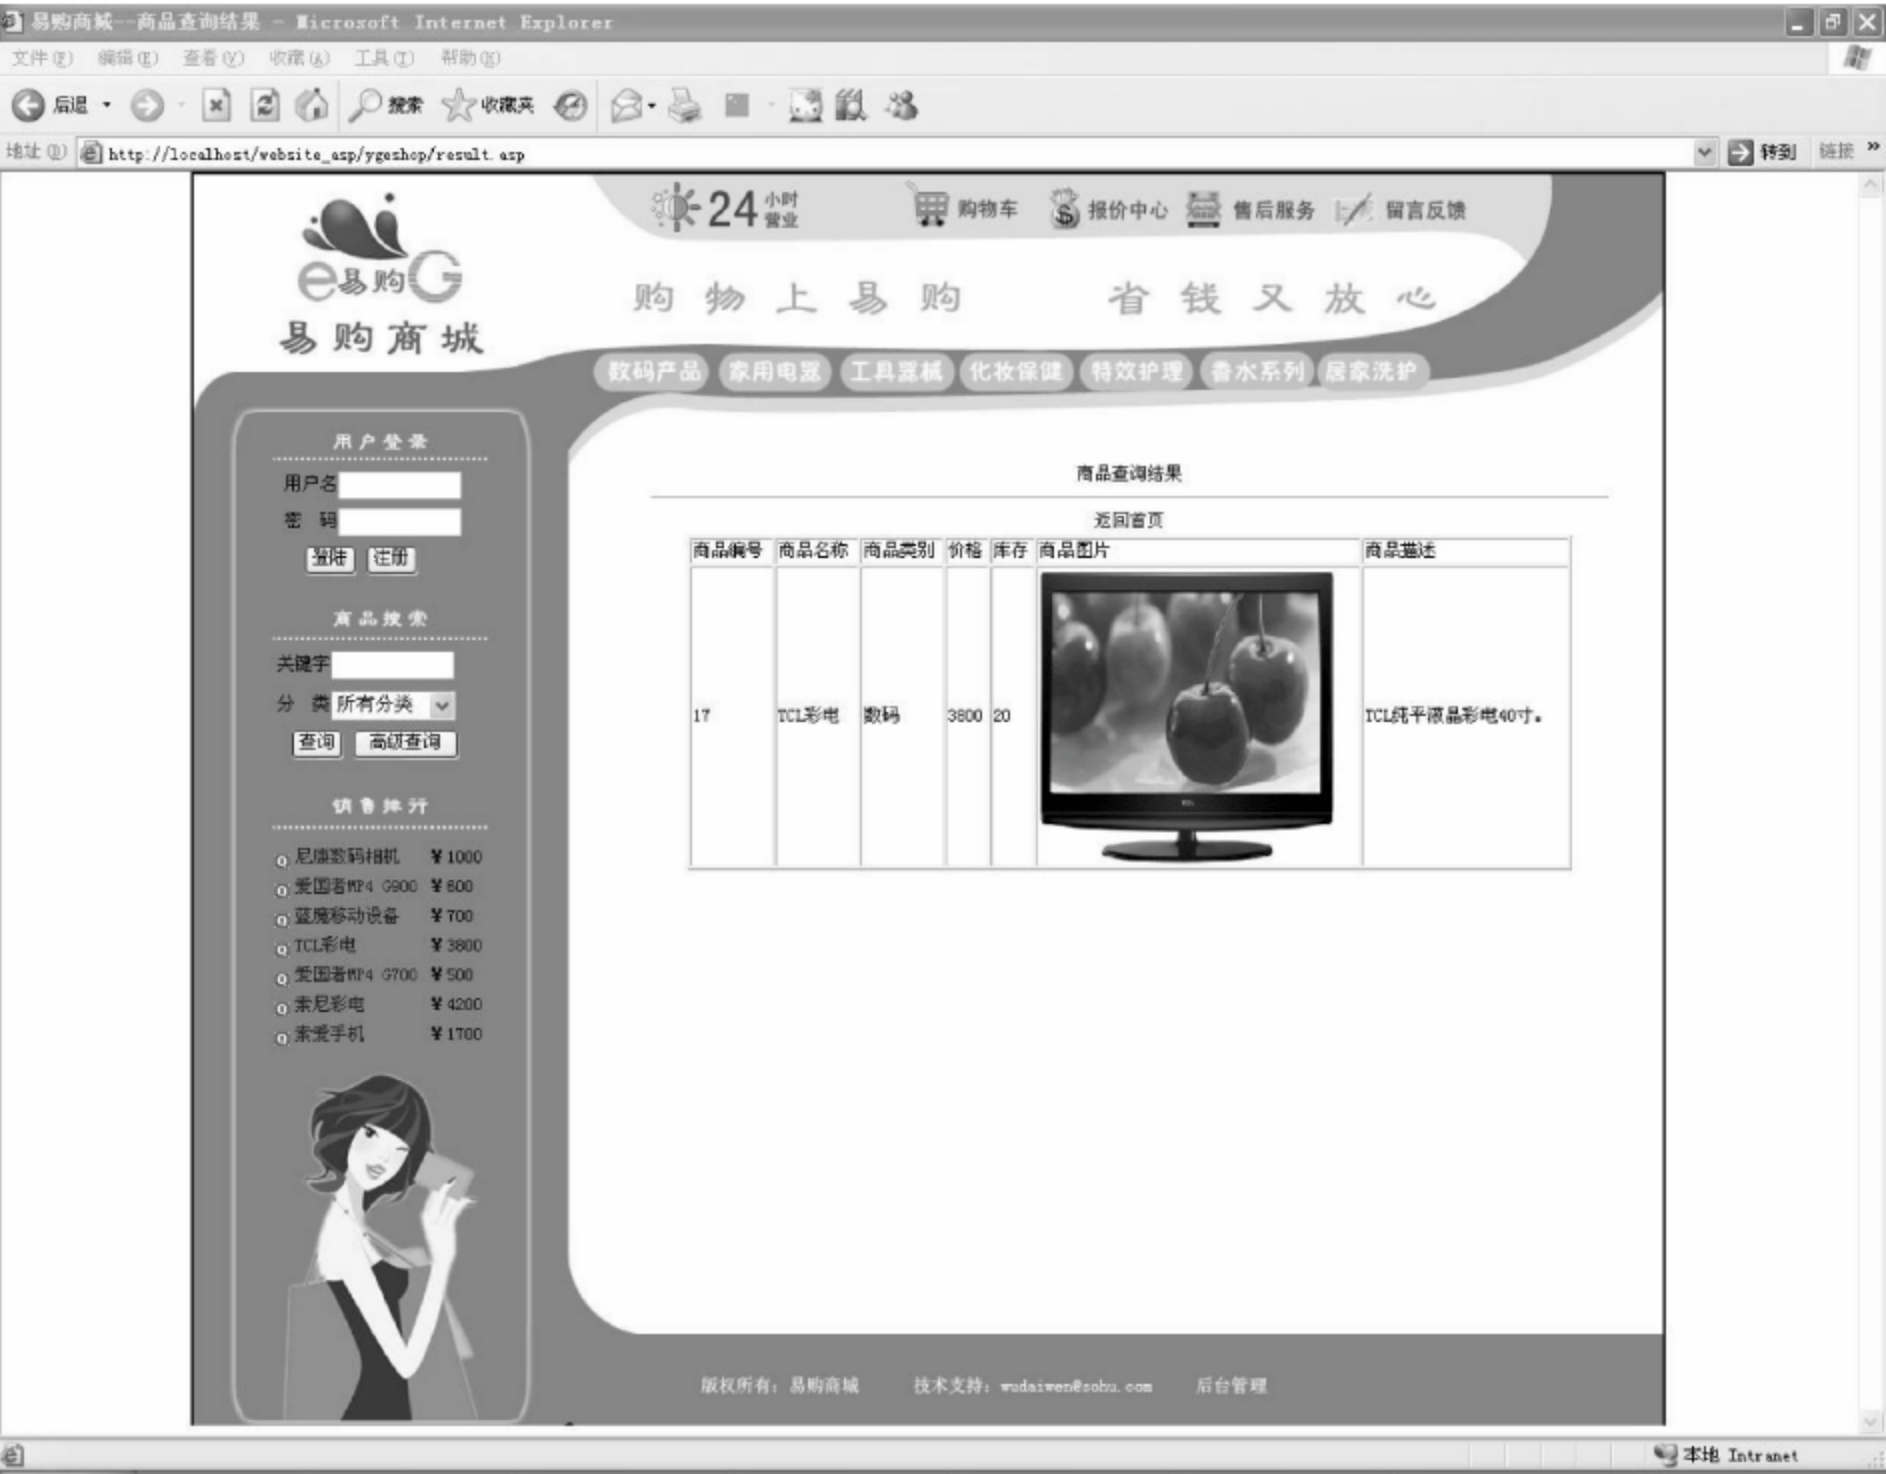 易购商城--商品查询结果 - Microsoft Internet Explorer
文件(F) 编辑(E) 查看(V) 收藏(A) 工具(T) 帮助(H)
后退 搜索 收藏夹
地址(D) http://localhost/website_asp/ygeshop/result.asp 转到 链接 »
24 小时营业 购物车 报价中心 售后服务 留言反馈
e易购G
易购商城
购物上易购 省钱又放心
数码产品 家用电器 工具器械 化妆保健 特效护理 香水系列 居家洗护
用户登录
用户名
密 码
登陆 注册
商品搜索
关键字
分 类 所有分类
查询 高级查询
销售排行
尼康数码相机 ¥1000
爱国者MP4 G900 ¥600
蓝魔移动设备 ¥700
TCL彩电 ¥3800
爱国者MP4 G700 ¥500
索尼彩电 ¥4200
索爱手机 ¥1700
商品查询结果
返回首页
商品编号 商品名称 商品类别 价格 库存 商品图片 商品描述
17 TCL彩电 数码 3800 20 TCL纯平液晶彩电40寸。
TCL
版权所有：易购商城 技术支持：wudaiwen@sohu.com 后台管理
本地 Intranet